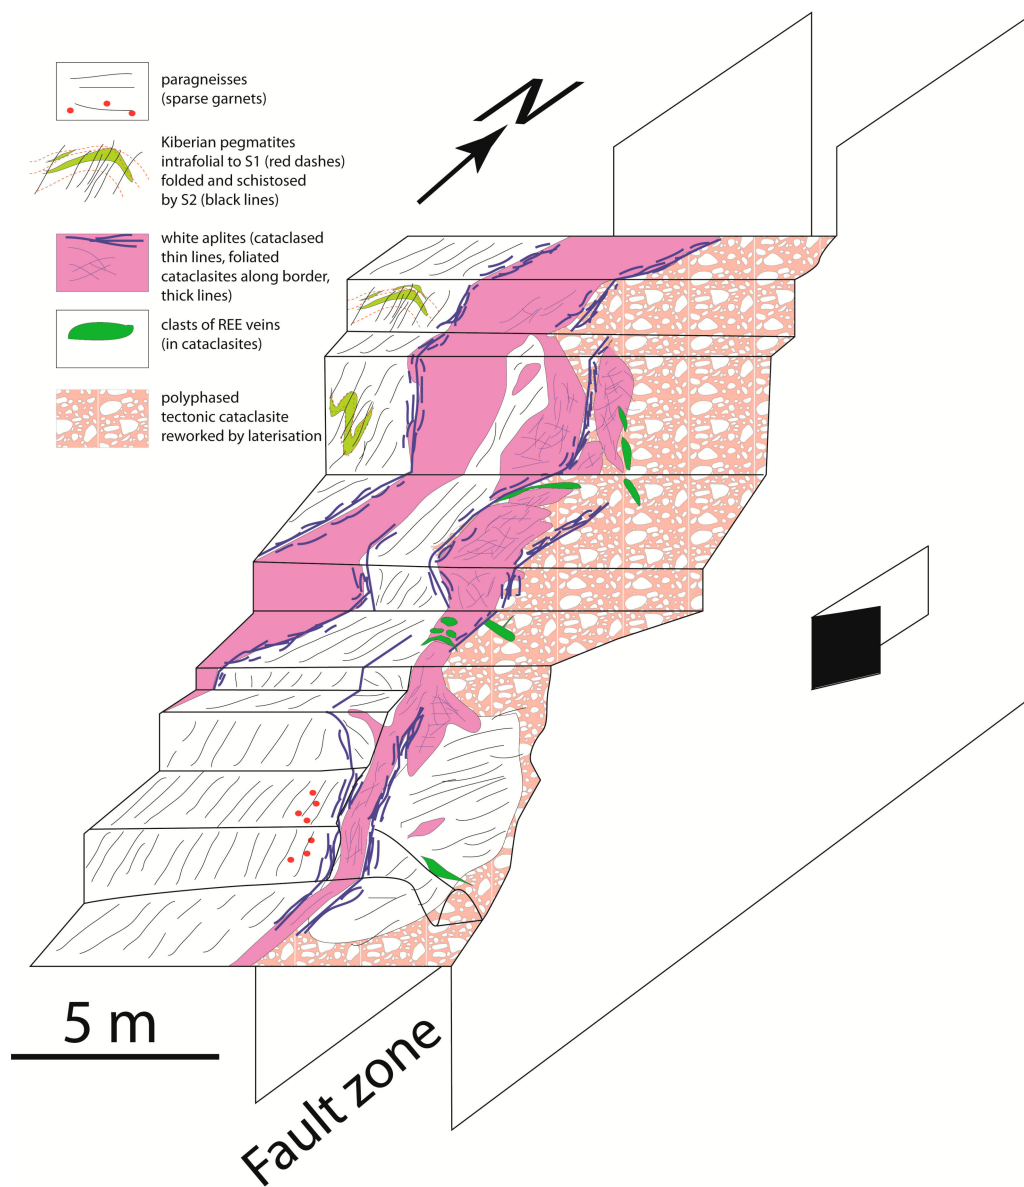 paragneisses
(sparse garnets)
Kiberian pegmatites
intrafolial to S1 (red dashes)
folded and schistosed
by S2 (black lines)
white aplites (cataclased
thin lines, foliated
cataclasites along border,
thick lines)
clasts of REE veins
(in cataclasites)
polyphased
tectonic cataclasite
reworked by laterisation
N
5 m
Fault zone